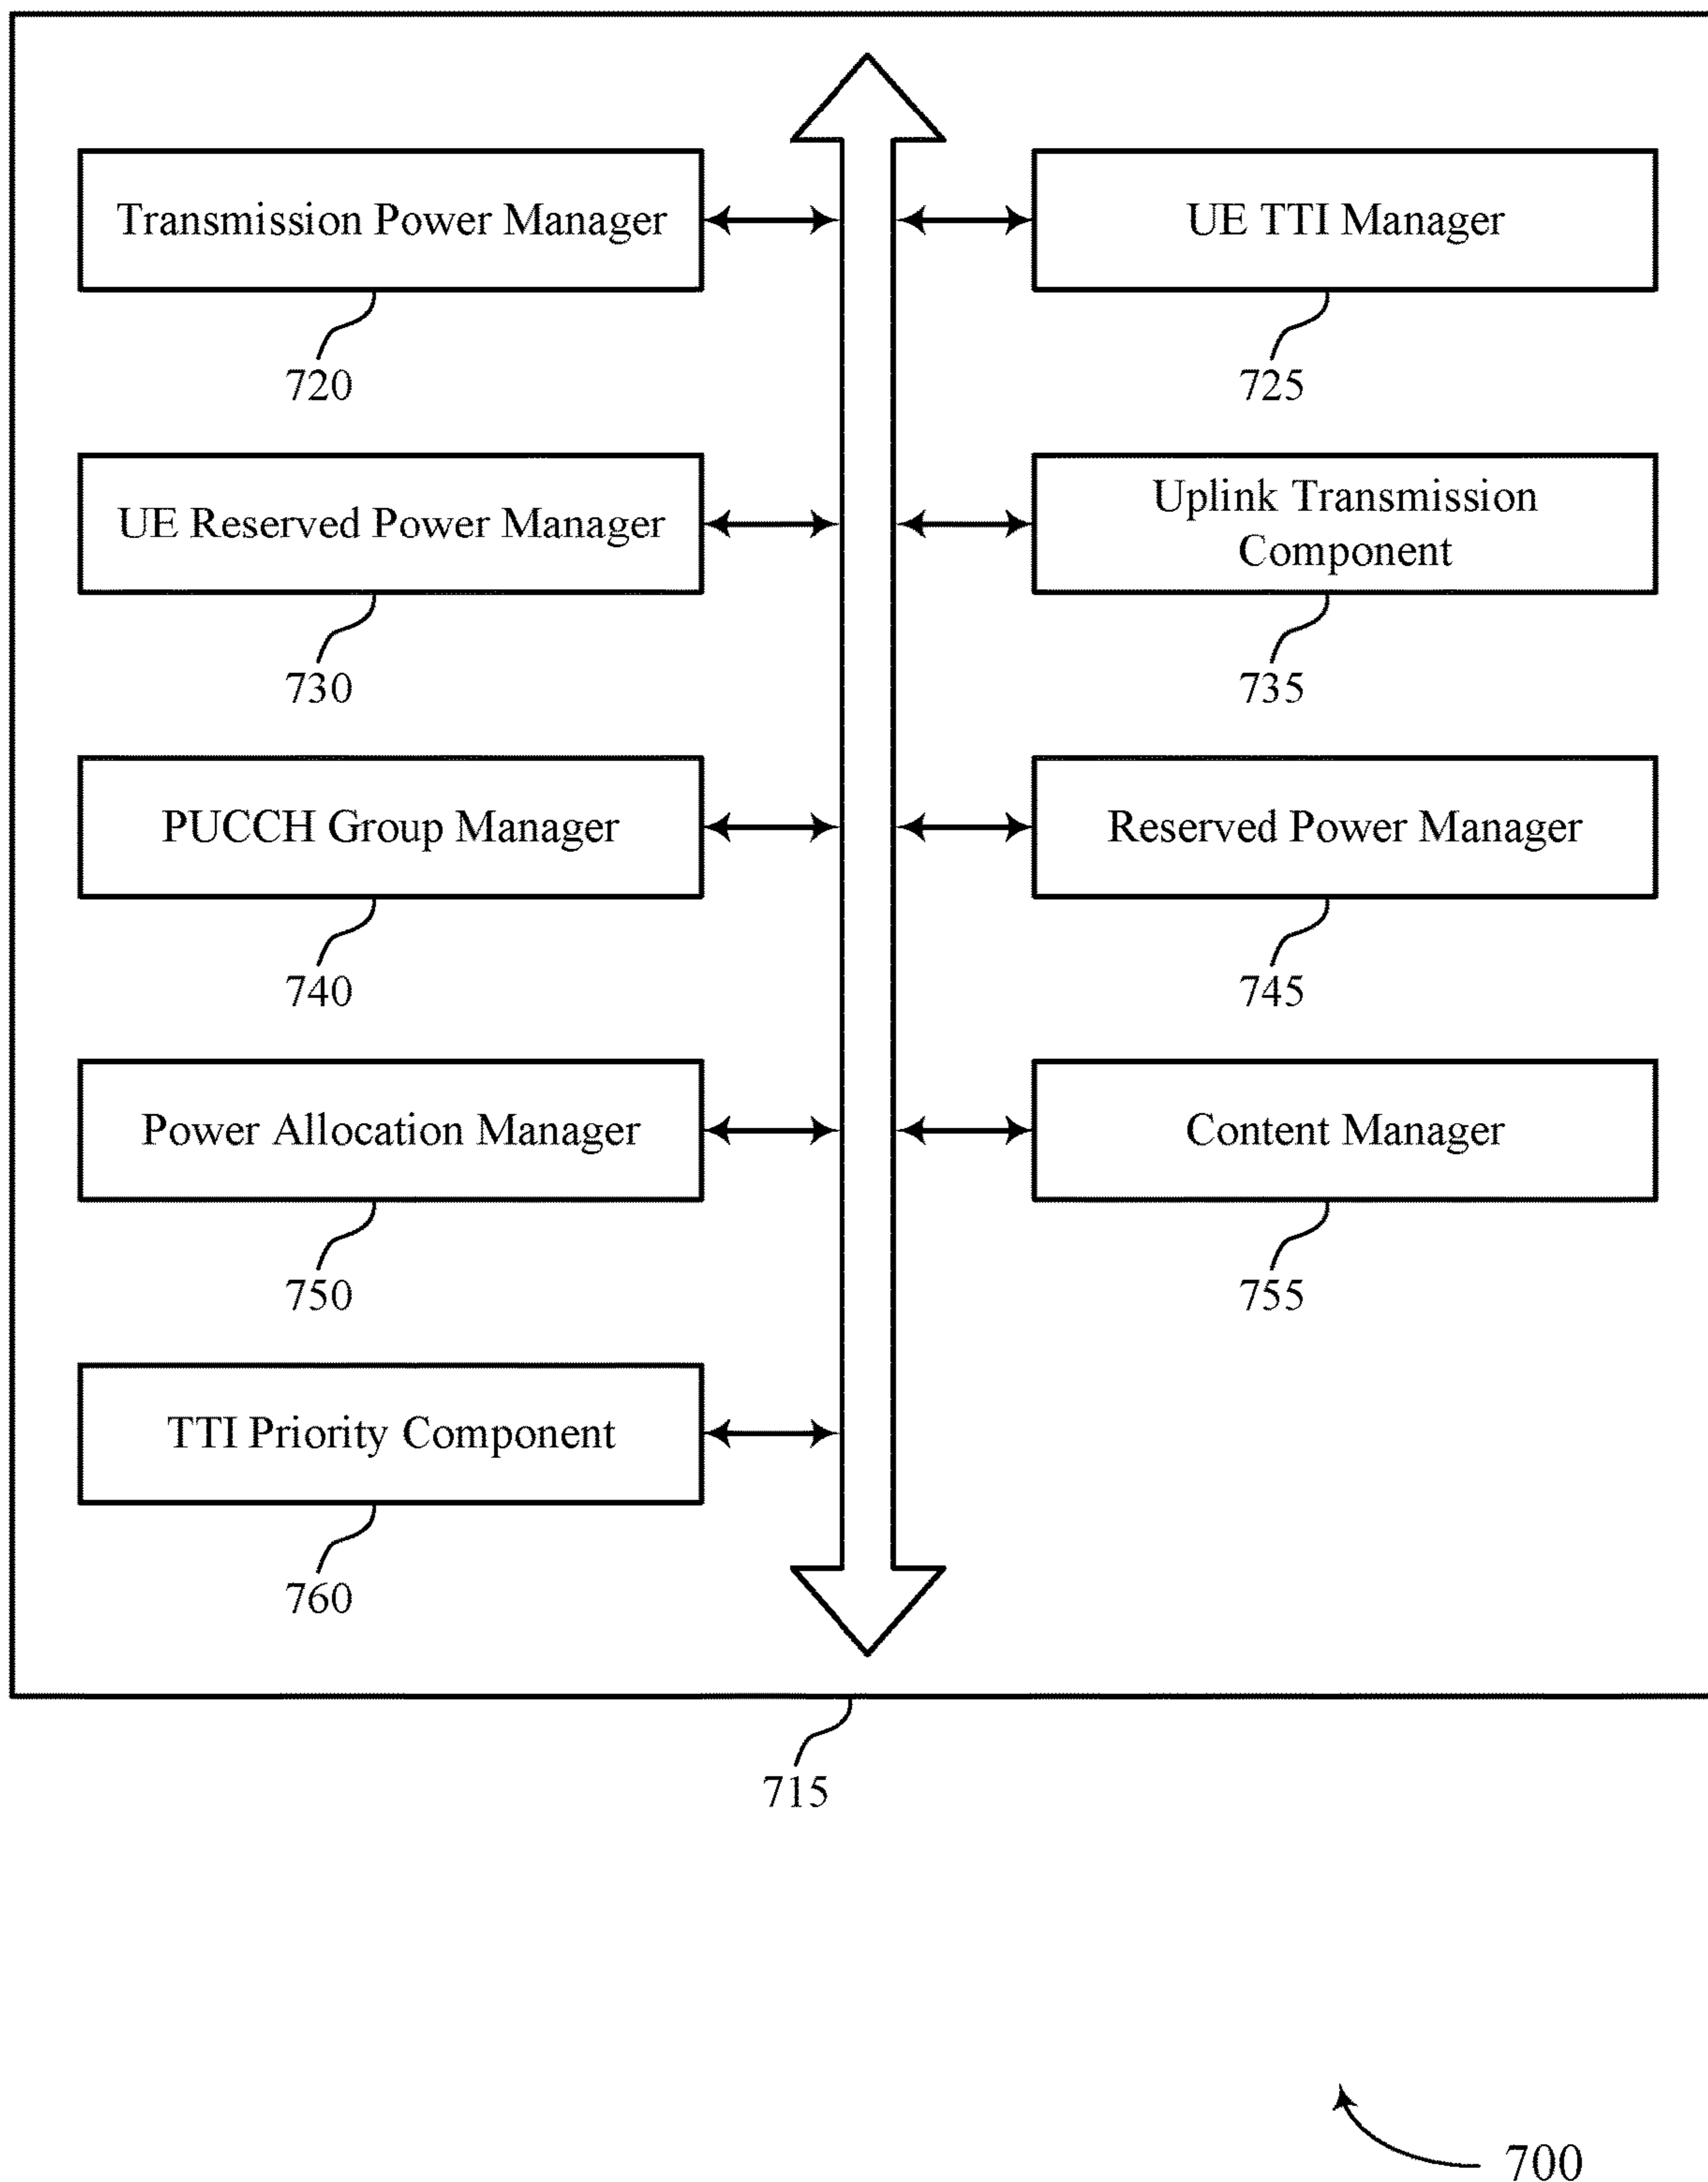 Transmission Power Manager
UE TTI Manager
720
725
UE Reserved Power Manager
Uplink Transmission
Component
730
735
PUCCH Group Manager
Reserved Power Manager
740
745
Power Allocation Manager
Content Manager
750
755
TTI Priority Component
760
715
700